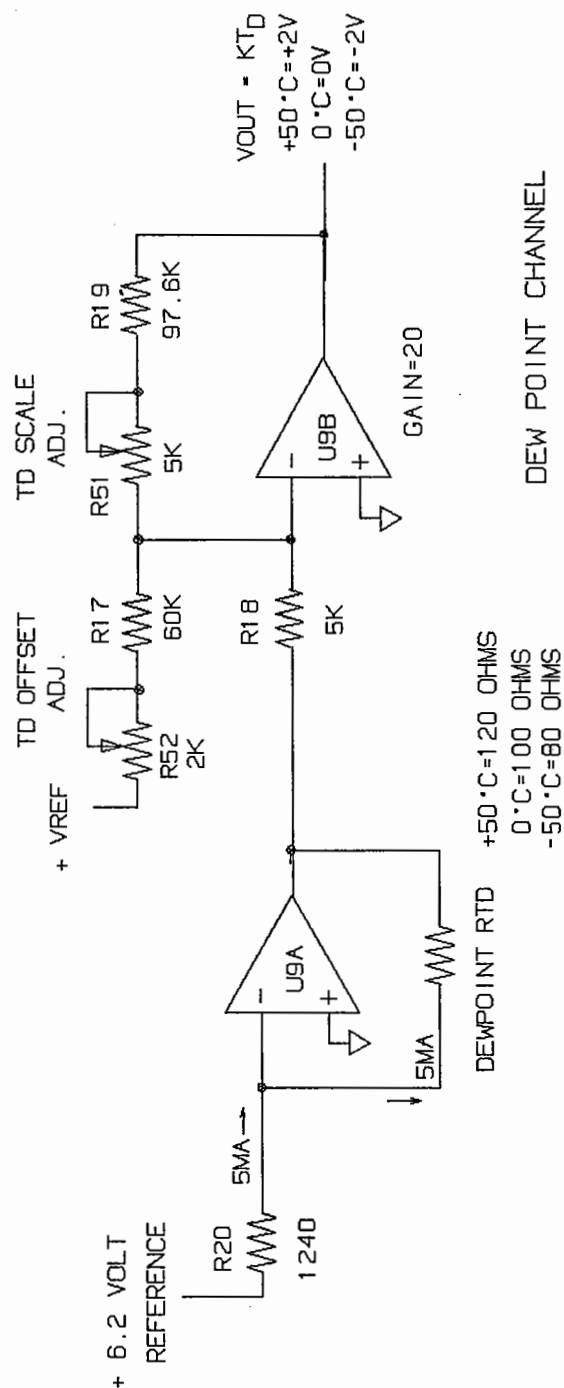 + 6.2 VOLT
REFERENCE
R20
1240
5MA
U9A
-
+
5MA
DEWPOINT RTD
+50°C=120 OHMS
0°C=100 OHMS
-50°C=80 OHMS
+ VREF
TD OFFSET
ADJ.
R52
2K
R17
60K
R18
5K
TD SCALE
ADJ.
R51
5K
R19
97.6K
U9B
-
+
GAIN=20
VOUT = KTD
+50°C=+2V
0°C=0V
-50°C=-2V
DEW POINT CHANNEL